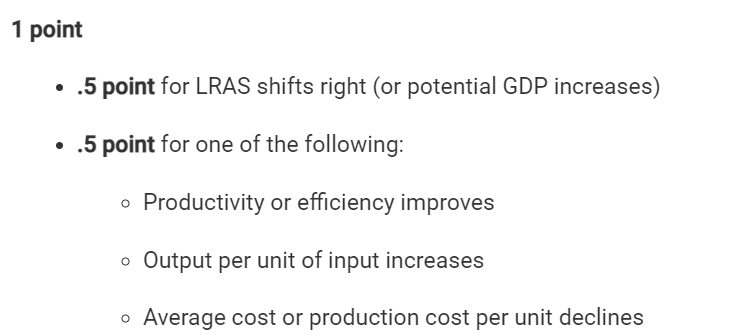 1 point
• .5 point for LRAS shifts right (or potential GDP increases)
• .5 point for one of the following:
○ Productivity or efficiency improves
○ Output per unit of input increases
○ Average cost or production cost per unit declines